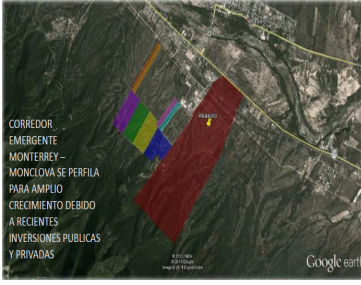 Abasolo
CORREDOR
EMERGENTE
MONTERREY –
MONCLOVA SE PERFILA
PARA AMPLIO
CRECIMIENTO DEBIDO
A RECIENTES
INVERSIONES PUBLICAS
Y PRIVADAS
Google earth